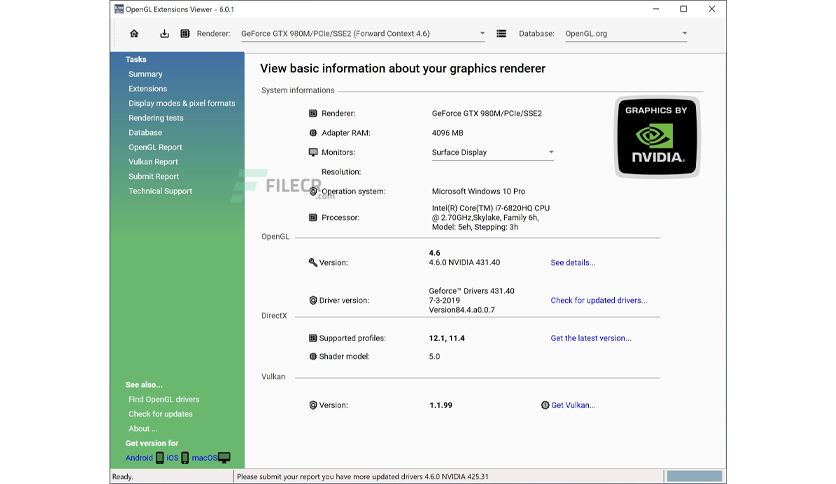 OpenGL Extensions Viewer - 6.0.1
Renderer: GeForce GTX 980M/PCIe/SSE2 (Forward Context 4.6) Database: OpenGL.org
Tasks
Summary
Extensions
Display modes & pixel formats
Rendering tests
Database
OpenGL Report
Vulkan Report
Submit Report
Technical Support
See also...
Find OpenGL drivers
Check for updates
About ...
Get version for
Android iOS macOS
View basic information about your graphics renderer
System informations
Renderer: GeForce GTX 980M/PCIe/SSE2
Adapter RAM: 4096 MB
Monitors: Surface Display
Resolution:
Operation system: Microsoft Windows 10 Pro
Processor: Intel(R) Core(TM) i7-6820HQ CPU
@ 2.70GHz,Skylake, Family 6h,
Model: 5eh, Stepping: 3h
GRAPHICS BY
NVIDIA.
FILECR
.com
OpenGL
Version: 4.6
4.6.0 NVIDIA 431.40 See details...
Driver version: Geforce™ Drivers 431.40
7-3-2019 Check for updated drivers...
Version84.4.a0.0.7
DirectX
Supported profiles: 12.1, 11.4 Get the latest version...
Shader model: 5.0
Vulkan
Version: 1.1.99 Get Vulkan...
Ready. Please submit your report you have more updated drivers 4.6.0 NVIDIA 425.31